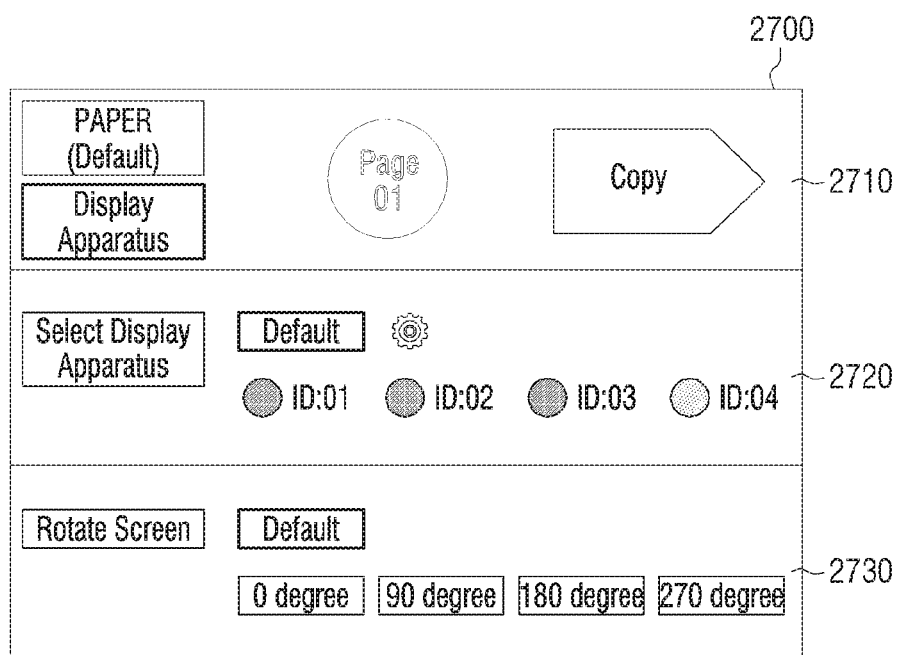 2700
PAPER
(Default)
Display
Apparatus
Page
01
Copy
2710
Select Display
Apparatus
Default
ID:01 ID:02 ID:03 ID:04
2720
Rotate Screen
Default
0 degree 90 degree 180 degree 270 degree
2730